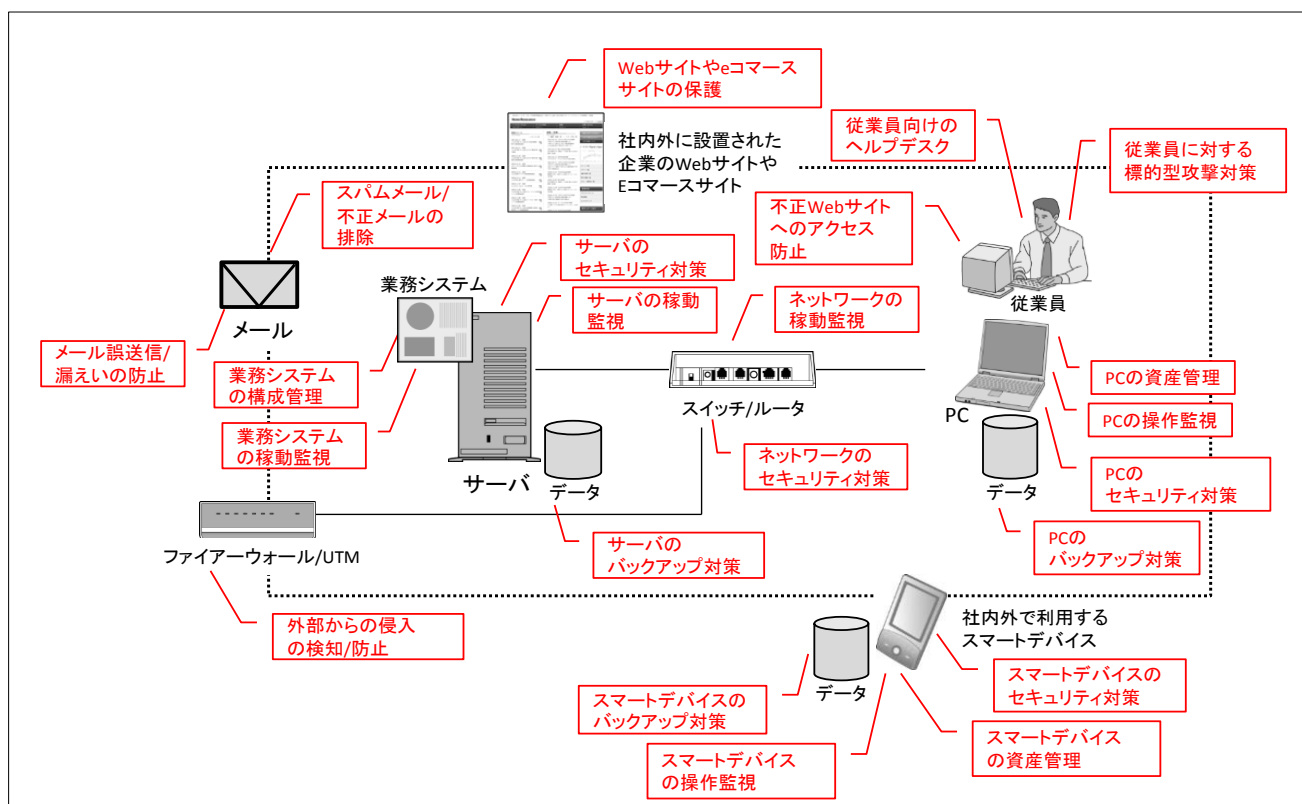 Webサイトやeコマース
サイトの保護
社内外に設置された
企業のWebサイトや
Eコマースサイト
従業員向けの
ヘルプデスク
従業員に対する
標的型攻撃対策
スパムメール/
不正メールの
排除
不正Webサイト
へのアクセス
防止
サーバの
セキュリティ対策
業務システム
サーバの稼動
監視
ネットワークの
稼動監視
従業員
メール
メール誤送信/
漏えいの防止
業務システム
の構成管理
業務システム
の稼動監視
スイッチ/ルータ
PC
PCの資産管理
PCの操作監視
サーバ
データ
ネットワークの
セキュリティ対策
データ
PCの
セキュリティ対策
ファイアーウォール/UTM
サーバの
バックアップ対策
PCの
バックアップ対策
外部からの侵入
の検知/防止
社内外で利用する
スマートデバイス
データ
スマートデバイスの
セキュリティ対策
スマートデバイスの
バックアップ対策
スマートデバイス
の資産管理
スマートデバイス
の操作監視